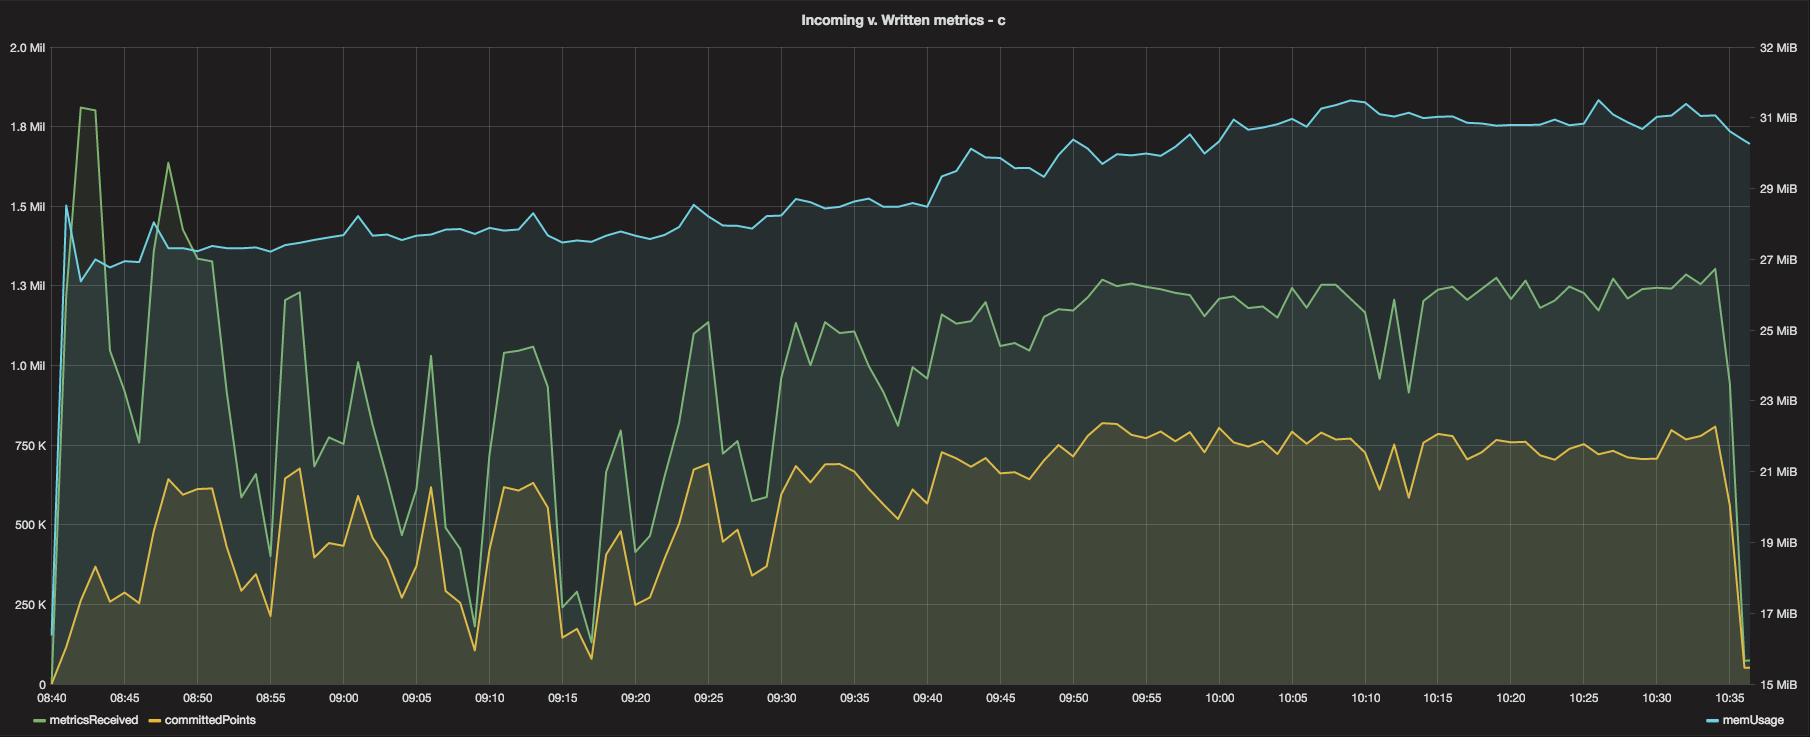 Incoming v. Written metrics - c
2.0 Mil
1.8 Mil
1.5 Mil
1.3 Mil
1.0 Mil
750 K
500 K
250 K
0
32 MiB
31 MiB
29 MiB
27 MiB
25 MiB
23 MiB
21 MiB
19 MiB
17 MiB
15 MiB
08:40 08:45 08:50 08:55 09:00 09:05 09:10 09:15 09:20 09:25 09:30 09:35 09:40 09:45 09:50 09:55 10:00 10:05 10:10 10:15 10:20 10:25 10:30 10:35
metricsReceived committedPoints memUsage